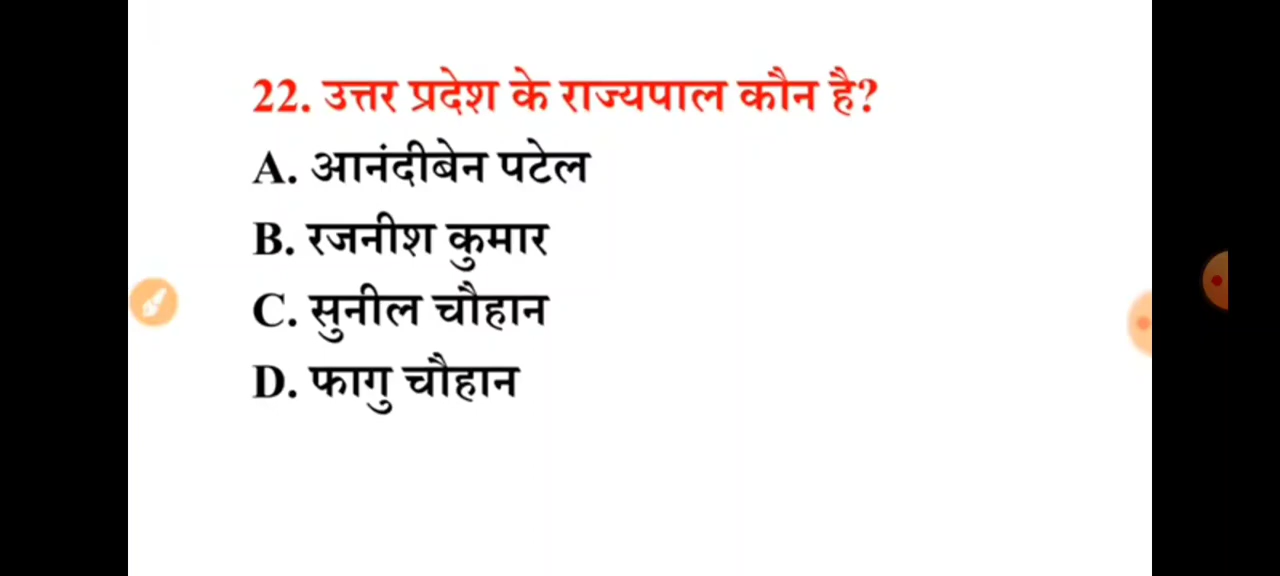 22. उत्तर प्रदेश के राज्यपाल कौन है?
A. आनंदीबेन पटेल
B. रजनीश कुमार
C. सुनील चौहान
D. फागु चौहान